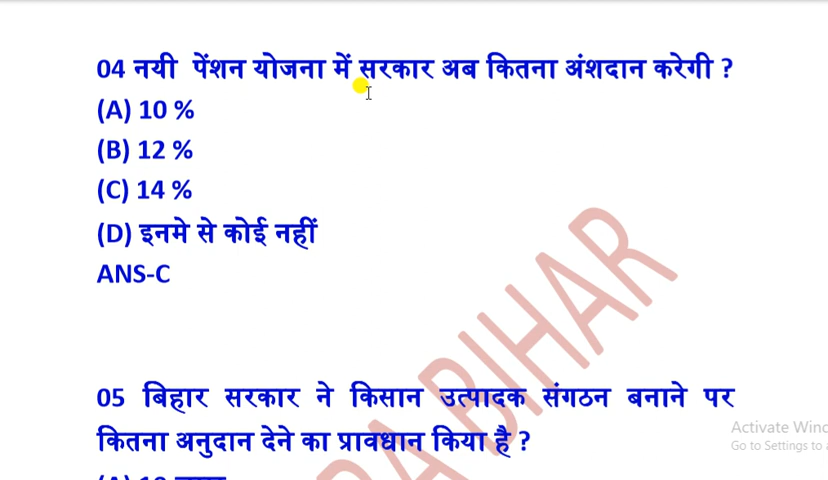 04 नयी पेंशन योजना में सरकार अब कितना अंशदान करेगी ?
(A) 10 %
(B) 12 %
(C) 14 %
(D) इनमे से कोई नहीं
ANS-C
05 बिहार सरकार ने किसान उत्पादक संगठन बनाने पर
कितना अनुदान देने का प्रावधान किया है ?
BIHAR
Activate Wind
Go to Settings to